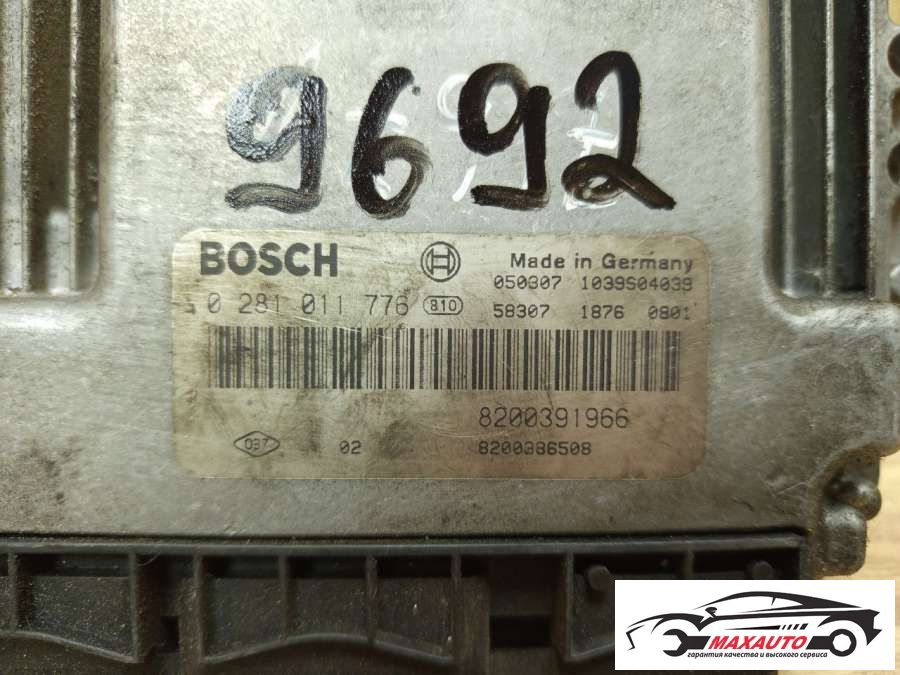 9692
BOSCH
Made in Germany
050307 1039S04039
0 281 011 776 810
58307 1876 0801
8200391966
037 02 8200386508
MAXAUTO
гарантия качества и высокого сервиса